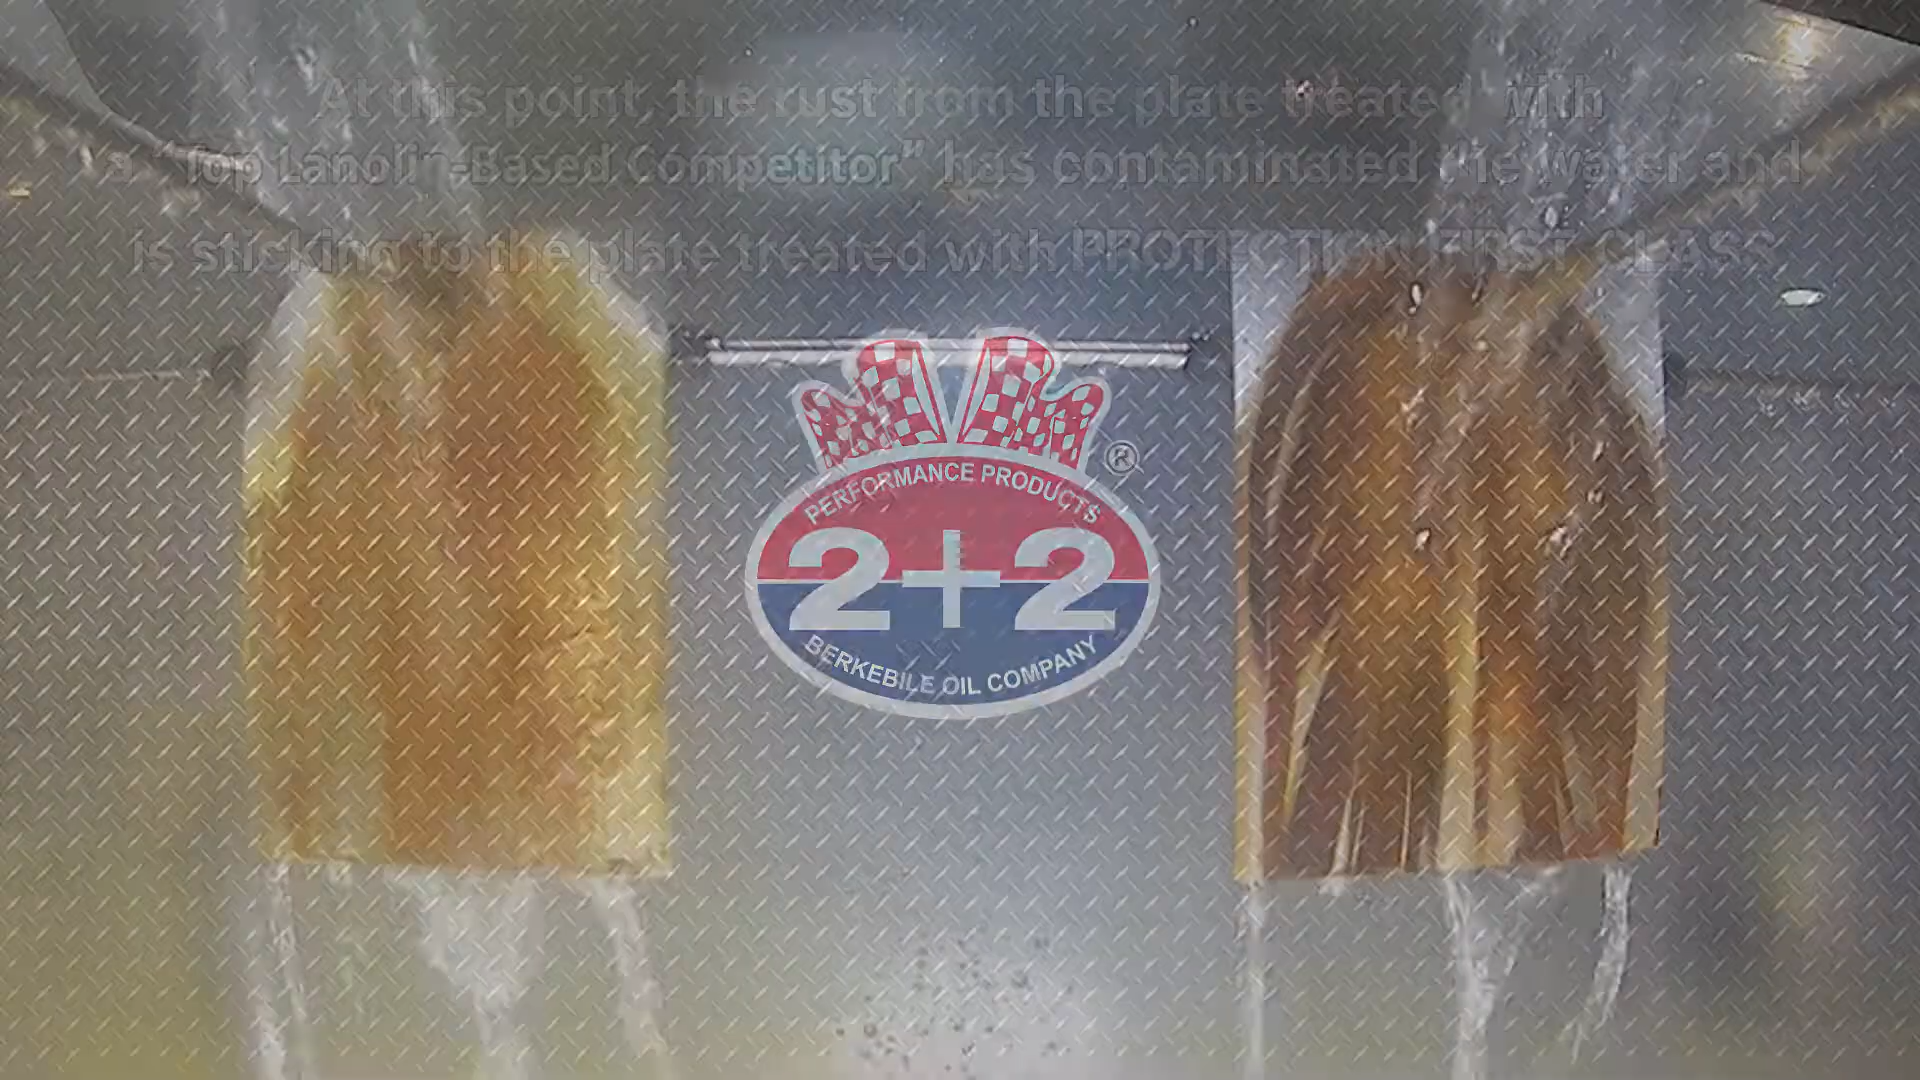 At this point, the rust from the plate treated with
a “Top Lanolin-Based Competitor” has contaminated the water and
is sticking to the plate treated with PROTECTION FIRST CLASS
®
PERFORMANCE PRODUCTS
2+2
BERKEBILE OIL COMPANY